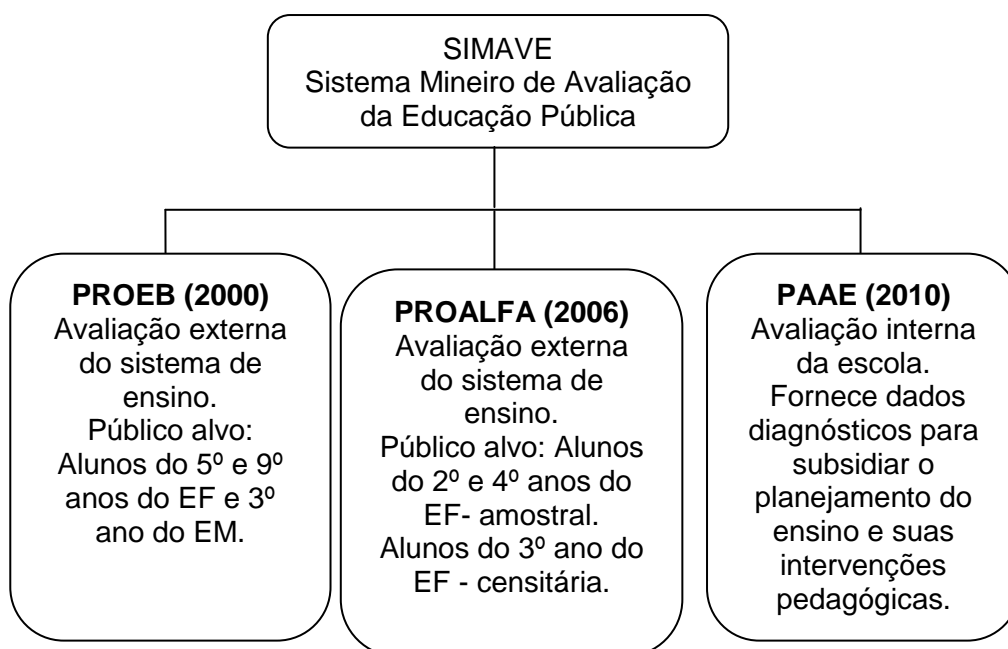 SIMAVE
Sistema Mineiro de Avaliação
da Educação Pública
PROEB (2000)
Avaliação externa
do sistema de
ensino.
Público alvo:
Alunos do 5º e 9º
anos do EF e 3º
ano do EM.
PROALFA (2006)
Avaliação externa
do sistema de
ensino.
Público alvo: Alunos
do 2º e 4º anos do
EF- amostral.
Alunos do 3º ano do
EF - censitária.
PAAE (2010)
Avaliação interna
da escola.
Fornece dados
diagnósticos para
subsidiar o
planejamento do
ensino e suas
intervenções
pedagógicas.